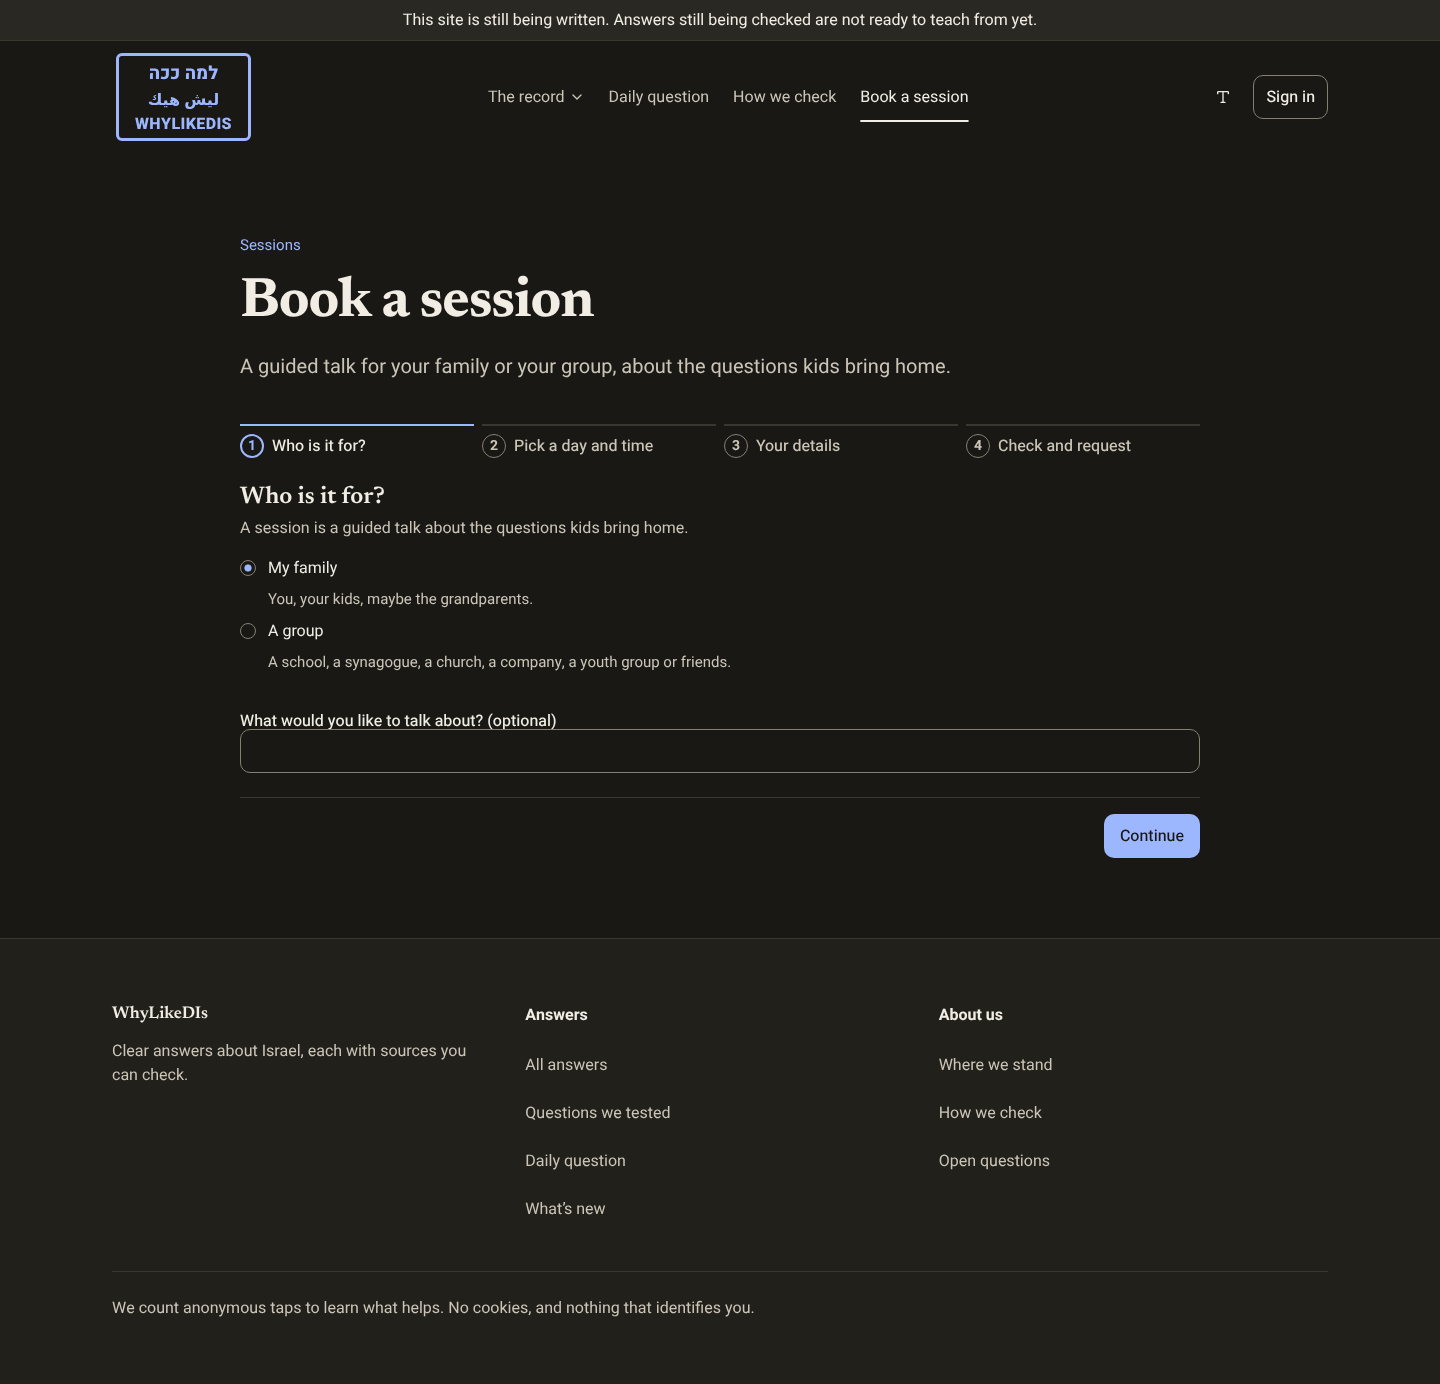 This site is still being written. Answers still being checked are not ready to teach from yet.
למה ככה
ليش هيك
WHYLIKEDIS
The record
Daily question
How we check
Book a session
T
Sign in
Sessions
Book a session
A guided talk for your family or your group, about the questions kids bring home.
1 Who is it for?
2 Pick a day and time
3 Your details
4 Check and request
Who is it for?
A session is a guided talk about the questions kids bring home.
My family
You, your kids, maybe the grandparents.
A group
A school, a synagogue, a church, a company, a youth group or friends.
What would you like to talk about? (optional)
Continue
WhyLikeDIs
Clear answers about Israel, each with sources you
can check.
Answers
All answers
Questions we tested
Daily question
What’s new
About us
Where we stand
How we check
Open questions
We count anonymous taps to learn what helps. No cookies, and nothing that identifies you.